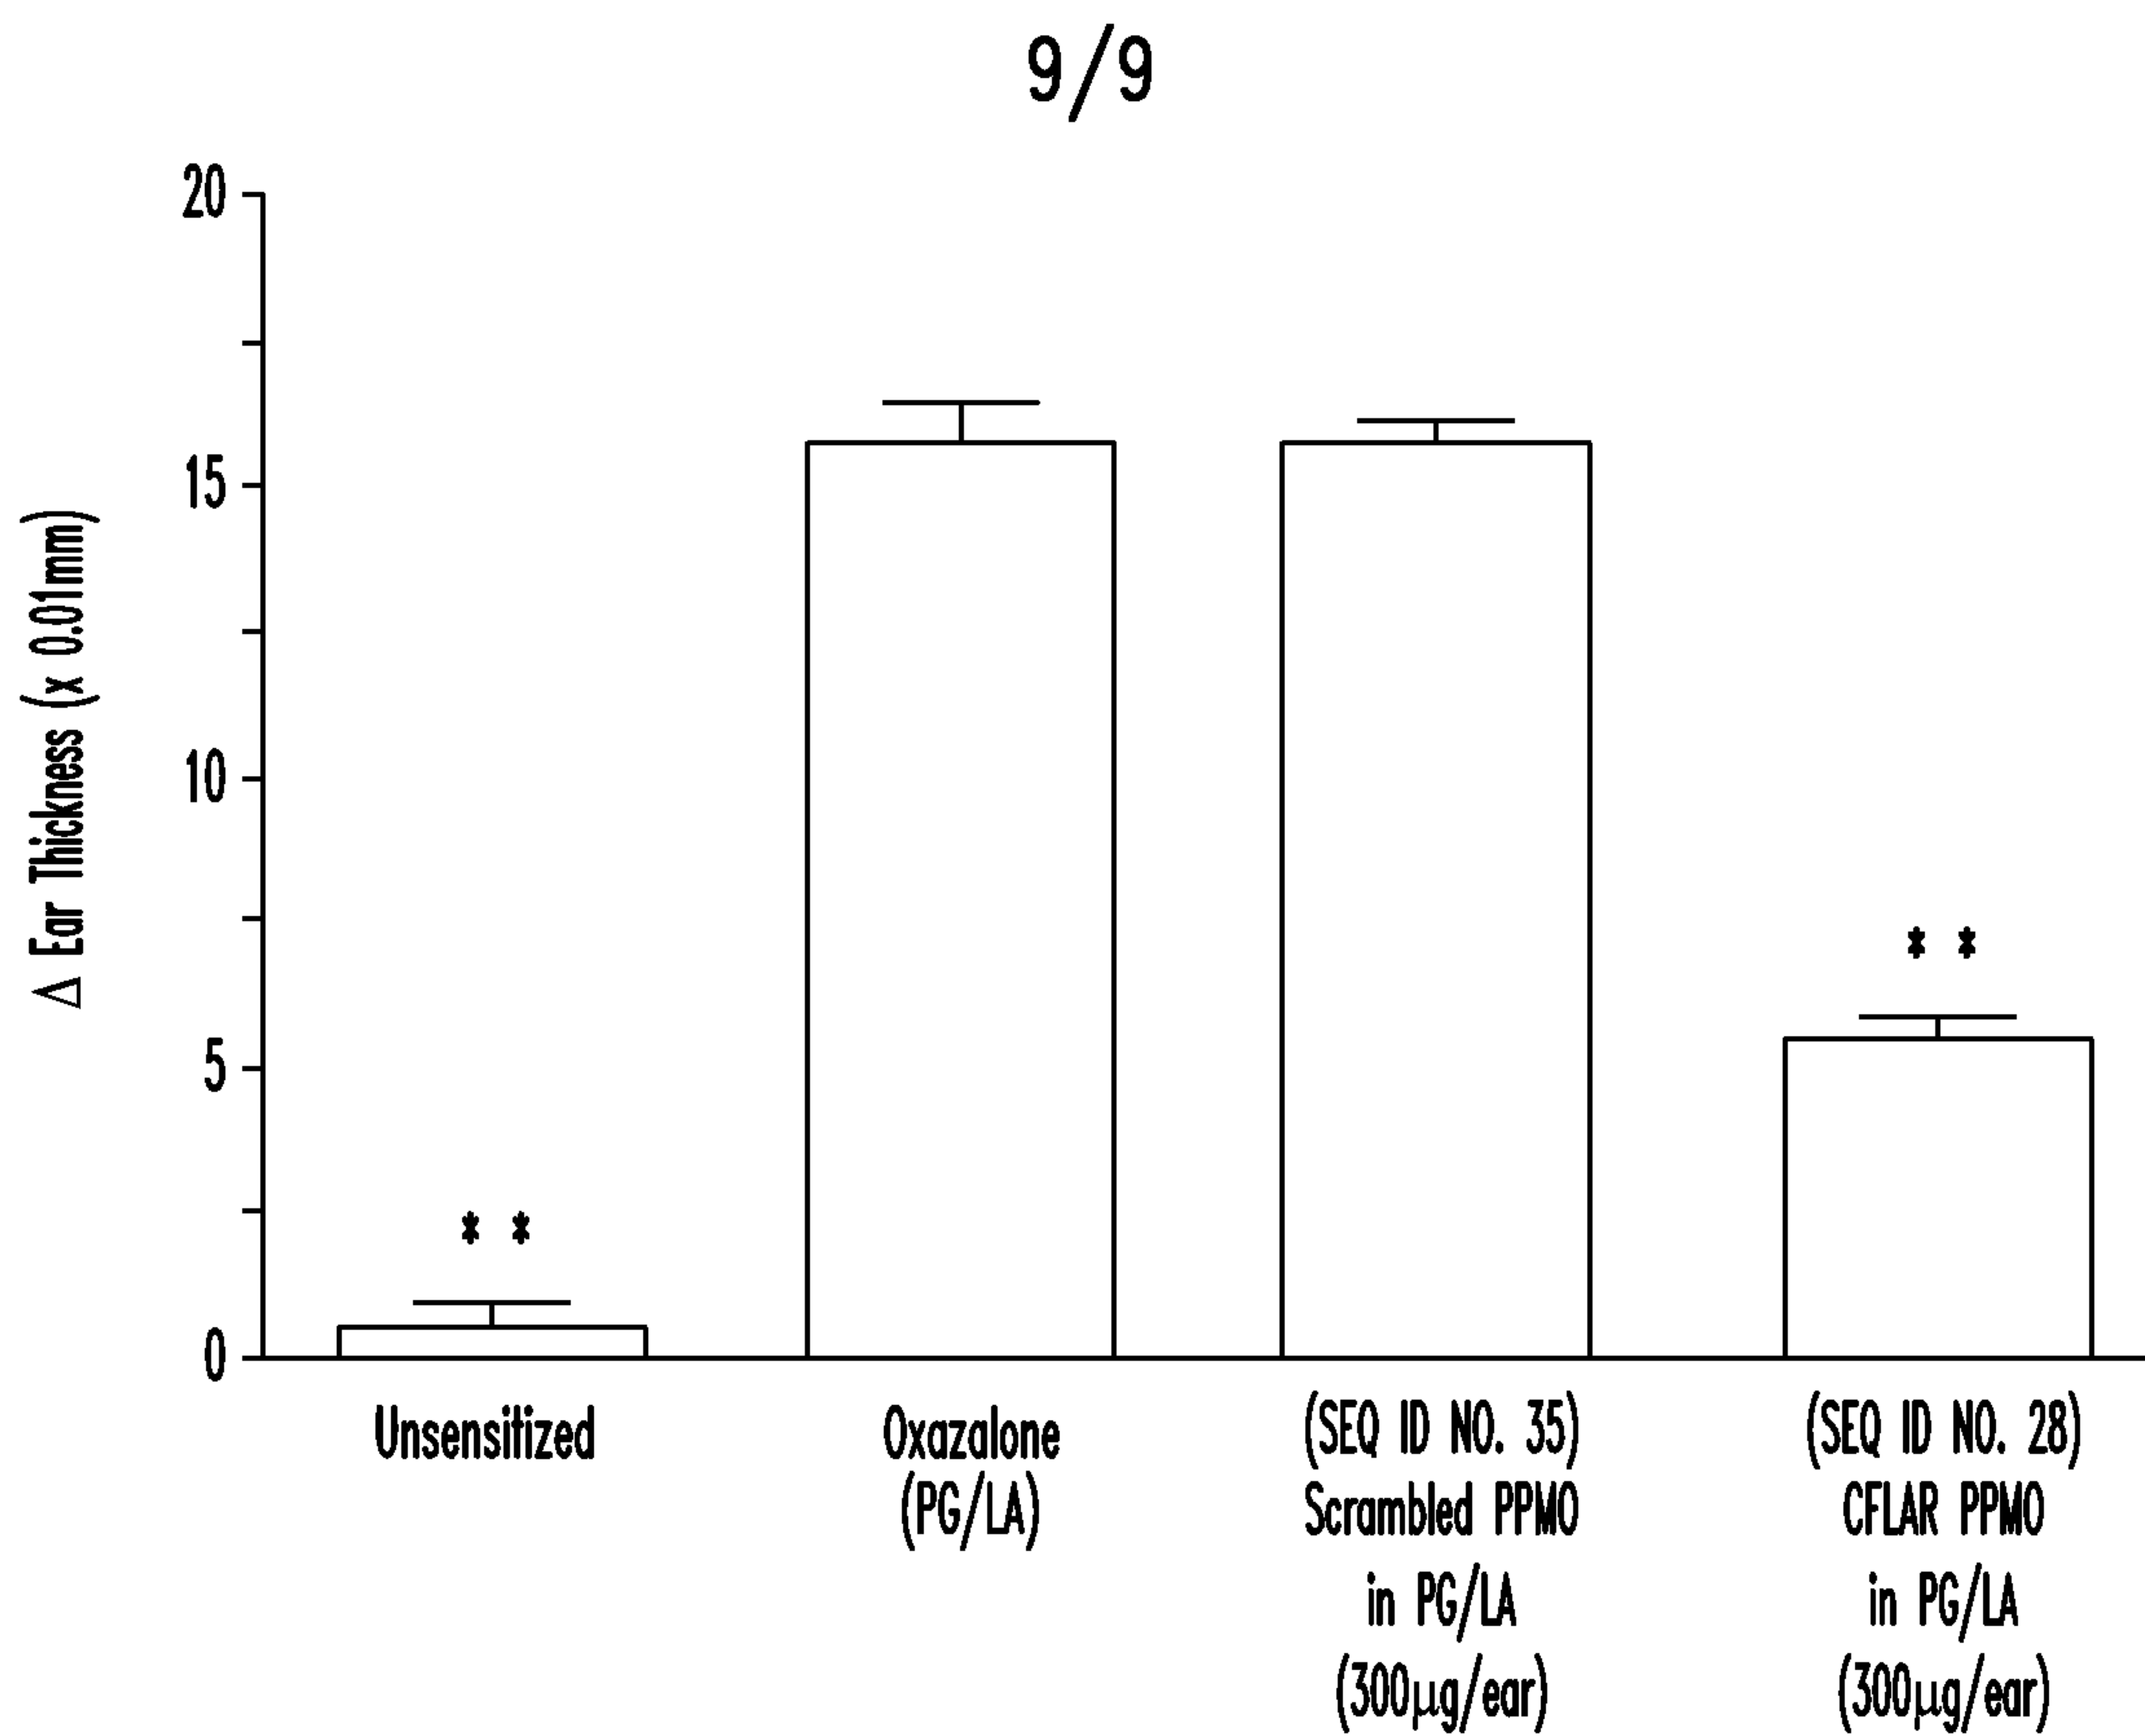 9/9
20
15
10
5
0
Δ Ear Thickness (x 0.01mm)
* *
* *
Unsensitized
Oxazalone
(PG/LA)
(SEQ ID NO. 35)
Scrambled PPMO
in PG/LA
(300µg/ear)
(SEQ ID NO. 28)
CFLAR PPMO
in PG/LA
(300µg/ear)